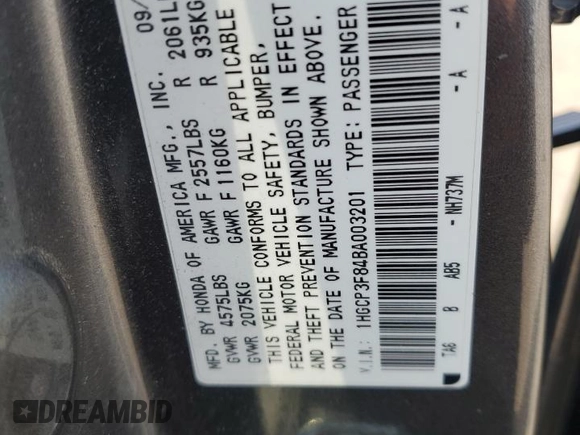 MFD. BY HONDA OF AMERICA MFG., INC. 09/
GVWR 4575LBS GAWR F 2557LBS R 2061L
GVWR 2075KG GAWR F 1160KG R 935KG
THIS VEHICLE CONFORMS TO ALL APPLICABLE
FEDERAL MOTOR VEHICLE SAFETY, BUMPER,
AND THEFT PREVENTION STANDARDS IN EFFECT
ON THE DATE OF MANUFACTURE SHOWN ABOVE.
V.I.N.: 1HGCP3F84BA003201 TYPE: PASSENGER
TA6 B AB5 - NH737M - A - A
DREAMBID